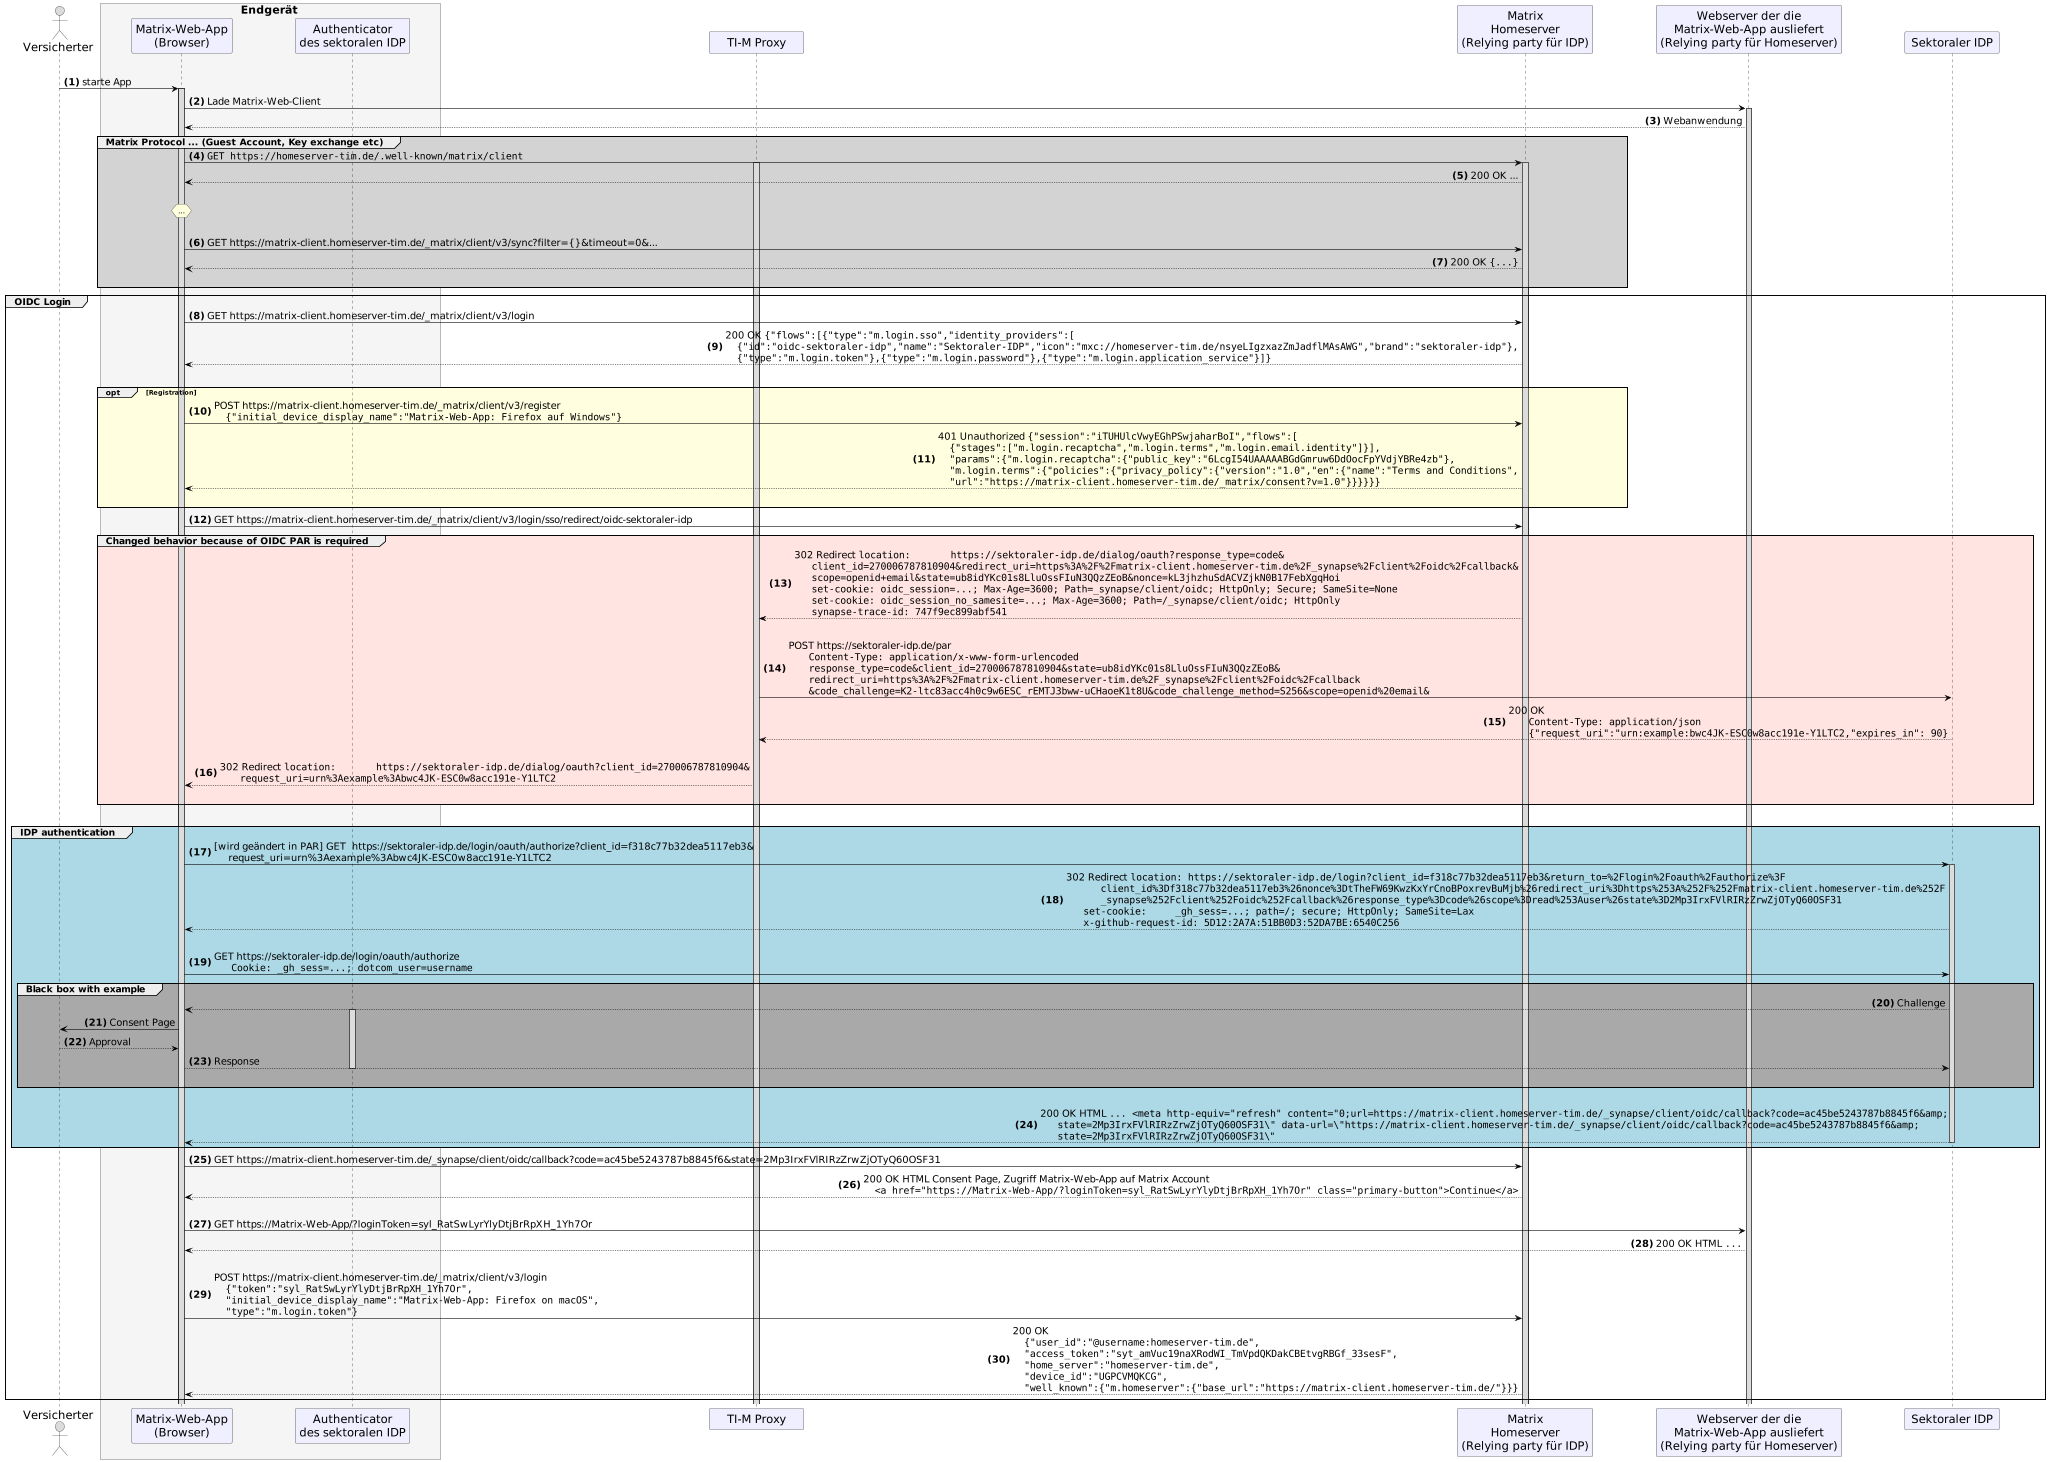 Endgerät
Versicherter
Matrix-Web-App
(Browser)
Authenticator
des sektoralen IDP
TI-M Proxy
Matrix
Homeserver
(Relying party für IDP)
Webserver der die
Matrix-Web-App ausliefert
(Relying party für Homeserver)
Sektoraler IDP
(1) starte App
(2) Lade Matrix-Web-Client
(3) Webanwendung
Matrix Protocol ... (Guest Account, Key exchange etc)
(4) GET https://homeserver-tim.de/.well-known/matrix/client
(5) 200 OK ...
...
(6) GET https://matrix-client.homeserver-tim.de/_matrix/client/v3/sync?filter={}&timeout=0&...
(7) 200 OK {...}
OIDC Login
(8) GET https://matrix-client.homeserver-tim.de/_matrix/client/v3/login
(9) 200 OK {"flows":[{"type":"m.login.sso","identity_providers":[
{"id":"oidc-sektoraler-idp","name":"Sektoraler-IDP","icon":"mxc://homeserver-tim.de/nsyeLIgzxazZmJadflMAsAWG","brand":"sektoraler-idp"},
{"type":"m.login.token"},{"type":"m.login.password"},{"type":"m.login.application_service"}]}
opt [Registration]
(10) POST https://matrix-client.homeserver-tim.de/_matrix/client/v3/register
{"initial_device_display_name":"Matrix-Web-App: Firefox auf Windows"}
(11) 401 Unauthorized {"session":"iTUHUlcVwyEGhPSwjaharBoI","flows":[
{"stages":["m.login.recaptcha","m.login.terms","m.login.email.identity"]}],
"params":{"m.login.recaptcha":{"public_key":"6LcgI54UAAAAABGdGmruw6DdOocFpYVdjYBRe4zb"},
"m.login.terms":{"policies":{"privacy_policy":{"version":"1.0","en":{"name":"Terms and Conditions",
"url":"https://matrix-client.homeserver-tim.de/_matrix/consent?v=1.0"}}}}}}
(12) GET https://matrix-client.homeserver-tim.de/_matrix/client/v3/login/sso/redirect/oidc-sektoraler-idp
Changed behavior because of OIDC PAR is required
(13) 302 Redirect location: https://sektoraler-idp.de/dialog/oauth?response_type=code&
client_id=270006787810904&redirect_uri=https%3A%2F%2Fmatrix-client.homeserver-tim.de%2F_synapse%2Fclient%2Foidc%2Fcallback&
scope=openid+email&state=ub8idYKc01s8LluOssFIuN3QQzZEoB&nonce=kL3jhzhuSdACVZjkN0B17FebXgqHoi
set-cookie: oidc_session=...; Max-Age=3600; Path=_synapse/client/oidc; HttpOnly; Secure; SameSite=None
set-cookie: oidc_session_no_samesite=...; Max-Age=3600; Path=/_synapse/client/oidc; HttpOnly
synapse-trace-id: 747f9ec899abf541
(14) POST https://sektoraler-idp.de/par
Content-Type: application/x-www-form-urlencoded
response_type=code&client_id=270006787810904&state=ub8idYKc01s8LluOssFIuN3QQzZEoB&
redirect_uri=https%3A%2F%2Fmatrix-client.homeserver-tim.de%2F_synapse%2Fclient%2Foidc%2Fcallback
&code_challenge=K2-ltc83acc4h0c9w6ESC_rEMTJ3bww-uCHaoeK1t8U&code_challenge_method=S256&scope=openid%20email&
(15) 200 OK
Content-Type: application/json
{"request_uri":"urn:example:bwc4JK-ESC0w8acc191e-Y1LTC2,"expires_in": 90}
(16) 302 Redirect location: https://sektoraler-idp.de/dialog/oauth?client_id=270006787810904&
request_uri=urn%3Aexample%3Abwc4JK-ESC0w8acc191e-Y1LTC2
IDP authentication
(17) [wird geändert in PAR] GET https://sektoraler-idp.de/login/oauth/authorize?client_id=f318c77b32dea5117eb3&
request_uri=urn%3Aexample%3Abwc4JK-ESC0w8acc191e-Y1LTC2
(18) 302 Redirect location: https://sektoraler-idp.de/login?client_id=f318c77b32dea5117eb3&return_to=%2Flogin%2Foauth%2Fauthorize%3F
client_id%3Df318c77b32dea5117eb3%26nonce%3DtTheFW69KwzKxYrCnoBPoxrevBuMjb%26redirect_uri%3Dhttps%253A%252F%252Fmatrix-client.homeserver-tim.de%252F
_synapse%252Fclient%252Foidc%252Fcallback%26response_type%3Dcode%26scope%3Dread%253Auser%26state%3D2Mp3IrxFVlRIRzZrwZjOTyQ60OSF31
set-cookie: _gh_sess=...; path=/; secure; HttpOnly; SameSite=Lax
x-github-request-id: 5D12:2A7A:51BB0D3:52DA7BE:6540C256
(19) GET https://sektoraler-idp.de/login/oauth/authorize
Cookie: _gh_sess=...; dotcom_user=username
Black box with example
(20) Challenge
(21) Consent Page
(22) Approval
(23) Response
(24) 200 OK HTML ... <meta http-equiv="refresh" content="0;url=https://matrix-client.homeserver-tim.de/_synapse/client/oidc/callback?code=ac45be5243787b8845f6&amp;
state=2Mp3IrxFVlRIRzZrwZjOTyQ60OSF31\" data-url=\"https://matrix-client.homeserver-tim.de/_synapse/client/oidc/callback?code=ac45be5243787b8845f6&amp;
state=2Mp3IrxFVlRIRzZrwZjOTyQ60OSF31\"
(25) GET https://matrix-client.homeserver-tim.de/_synapse/client/oidc/callback?code=ac45be5243787b8845f6&state=2Mp3IrxFVlRIRzZrwZjOTyQ60OSF31
(26) 200 OK HTML Consent Page, Zugriff Matrix-Web-App auf Matrix Account
<a href="https://Matrix-Web-App/?loginToken=syl_RatSwLyrYlyDtjBrRpXH_1Yh7Or" class="primary-button">Continue</a>
(27) GET https://Matrix-Web-App/?loginToken=syl_RatSwLyrYlyDtjBrRpXH_1Yh7Or
(28) 200 OK HTML ...
(29) POST https://matrix-client.homeserver-tim.de/_matrix/client/v3/login
{"token":"syl_RatSwLyrYlyDtjBrRpXH_1Yh7Or",
"initial_device_display_name":"Matrix-Web-App: Firefox on macOS",
"type":"m.login.token"}
(30) 200 OK
{"user_id":"@username:homeserver-tim.de",
"access_token":"syt_amVuc19naXRodWI_TmVpdQKDakCBEtvgRBGf_33sesF",
"home_server":"homeserver-tim.de",
"device_id":"UGPCVMQKCG",
"well_known":{"m.homeserver":{"base_url":"https://matrix-client.homeserver-tim.de/"}}}
Versicherter
Matrix-Web-App
(Browser)
Authenticator
des sektoralen IDP
TI-M Proxy
Matrix
Homeserver
(Relying party für IDP)
Webserver der die
Matrix-Web-App ausliefert
(Relying party für Homeserver)
Sektoraler IDP